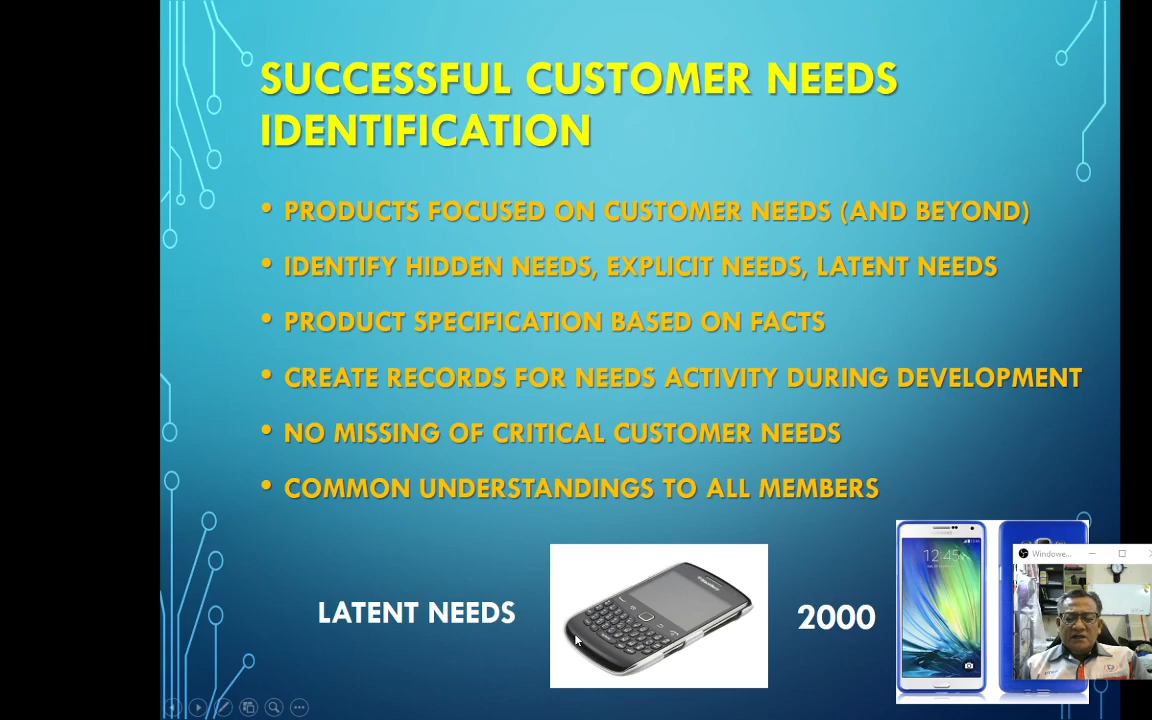 SUCCESSFUL CUSTOMER NEEDS
IDENTIFICATION
• PRODUCTS FOCUSED ON CUSTOMER NEEDS (AND BEYOND)
• IDENTIFY HIDDEN NEEDS, EXPLICIT NEEDS, LATENT NEEDS
• PRODUCT SPECIFICATION BASED ON FACTS
• CREATE RECORDS FOR NEEDS ACTIVITY DURING DEVELOPMENT
• NO MISSING OF CRITICAL CUSTOMER NEEDS
• COMMON UNDERSTANDINGS TO ALL MEMBERS
LATENT NEEDS
2000
12:45
Windowe...